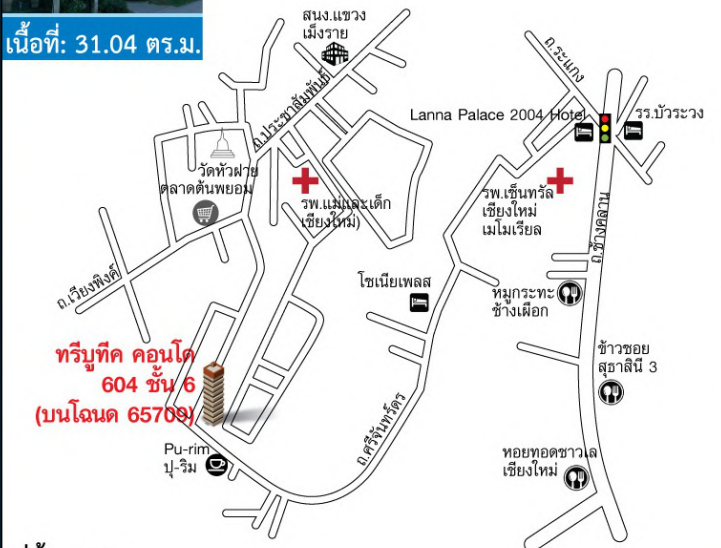 เนื้อที่: 31.04 ตร.ม.
สนง.แขวง
เม็งราย
ถ.ประชาสัมพันธ์
ถ.ระแกง
Lanna Palace 2004 Hotel
รร.บัวระวง
วัดหัวฝาย
ตลาดต้นพยอม
รพ.แม่และเด็ก
เชียงใหม่)
รพ.เซ็นทรัล
เชียงใหม่
เมโมเรียล
ถ.ช้างคลาน
ถ.เวียงพิงค์
โซเนียเพลส
หมูกระทะ
ช้างเผือก
ทรีบูทีค คอนโด
604 ชั้น 6
(บนโฉนด 65709)
ข้าวซอย
สุธาสินี 3
ถ.ศรีจันทร์ดร
Pu-rim
ปุ-ริม
หอยทอดชาวเล
เชียงใหม่